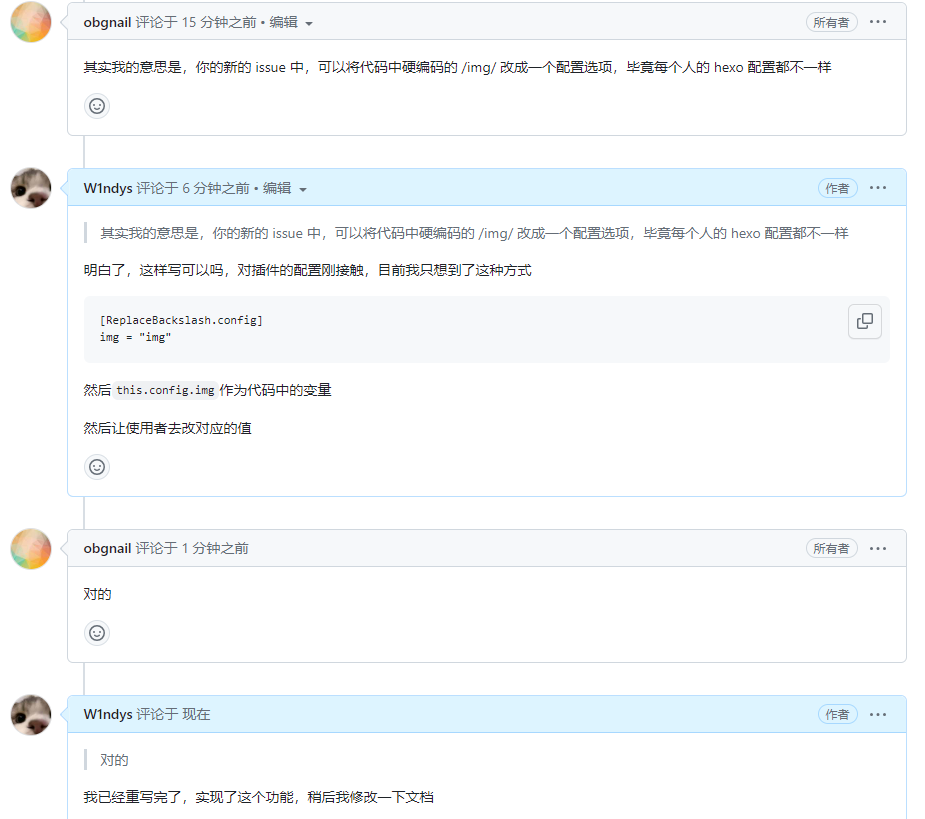 obgnail 评论于 15 分钟之前 • 编辑 所有者
其实我的意思是，你的新的 issue 中，可以将代码中硬编码的 /img/ 改成一个配置选项，毕竟每个人的 hexo 配置都不一样
W1ndys 评论于 6 分钟之前 • 编辑 作者
其实我的意思是，你的新的 issue 中，可以将代码中硬编码的 /img/ 改成一个配置选项，毕竟每个人的 hexo 配置都不一样
明白了，这样写可以吗，对插件的配置刚接触，目前我只想到了这种方式
[ReplaceBackslash.config]
img = "img"
然后 this.config.img 作为代码中的变量
然后让使用者去改对应的值
obgnail 评论于 1 分钟之前 所有者
对的
W1ndys 评论于 现在 作者
对的
我已经重写完了，实现了这个功能，稍后我修改一下文档